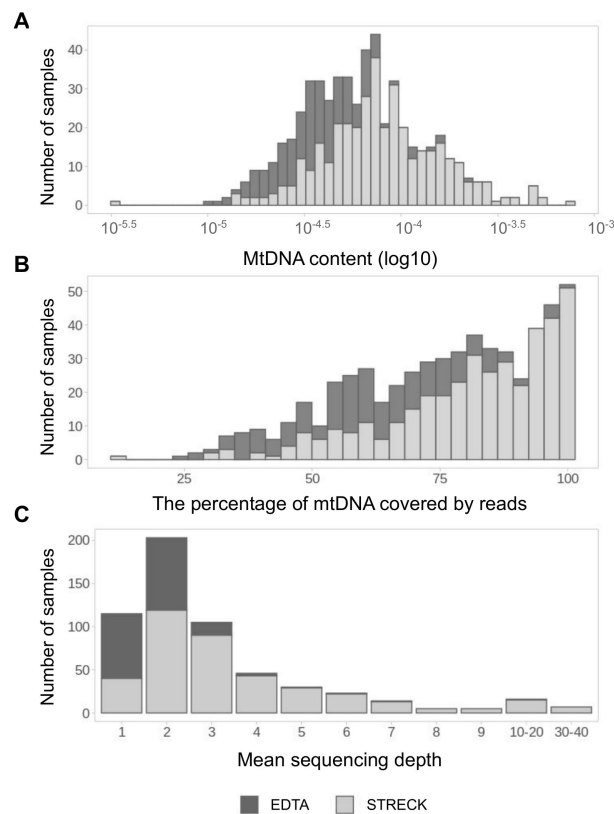 A
Number of samples
40
30
20
10
0
10^-5.5 10^-5 10^-4.5 10^-4 10^-3.5 10^-3
MtDNA content (log10)
B
Number of samples
50
40
30
20
10
0
25 50 75 100
The percentage of mtDNA covered by reads
C
Number of samples
200
150
100
50
0
1 2 3 4 5 6 7 8 9 10-20 30-40
Mean sequencing depth
EDTA STRECK